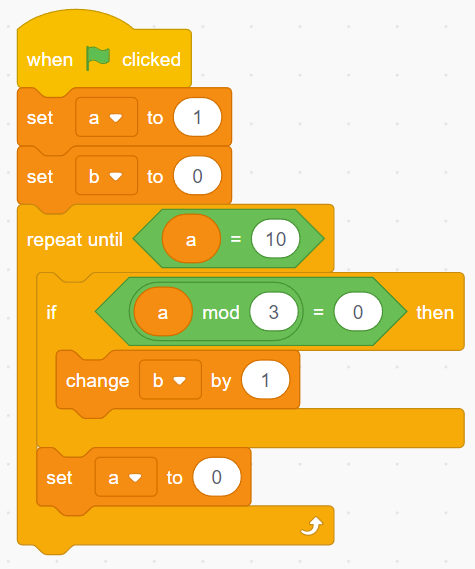 when clicked
set a to 1
set b to 0
repeat until a = 10
if a mod 3 = 0 then
change b by 1
set a to 0